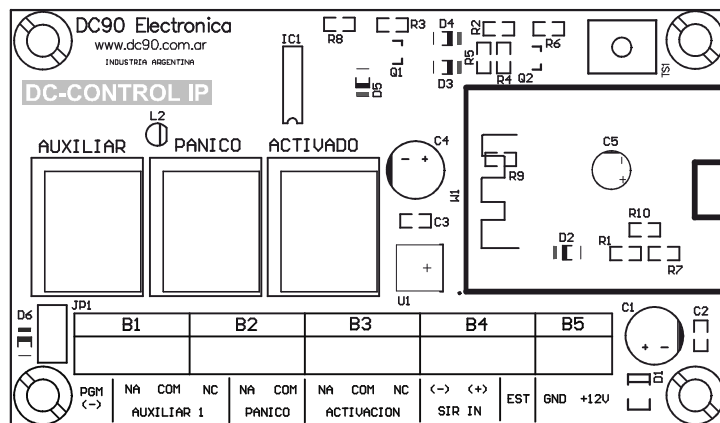 DC90 Electronica
www.dc90.com.ar
INDUSTRIA ARGENTINA
DC-CONTROL IP
IC1
R8
R3
Q1
D4
D3
D5
R2
R5
R4
Q2
R6
TS1
L2
AUXILIAR
PANICO
ACTIVADO
C4
- +
C3
W1
U1
+
R9
C5
-
+
R10
D2
R1
R7
D6
JP1
B1 B2 B3 B4 B5
C1
+ -
C2
D1
PGM
(-)
NA COM NC NA COM NA COM NC (-) (+) EST GND +12V
AUXILIAR 1 PANICO ACTIVACION SIR IN